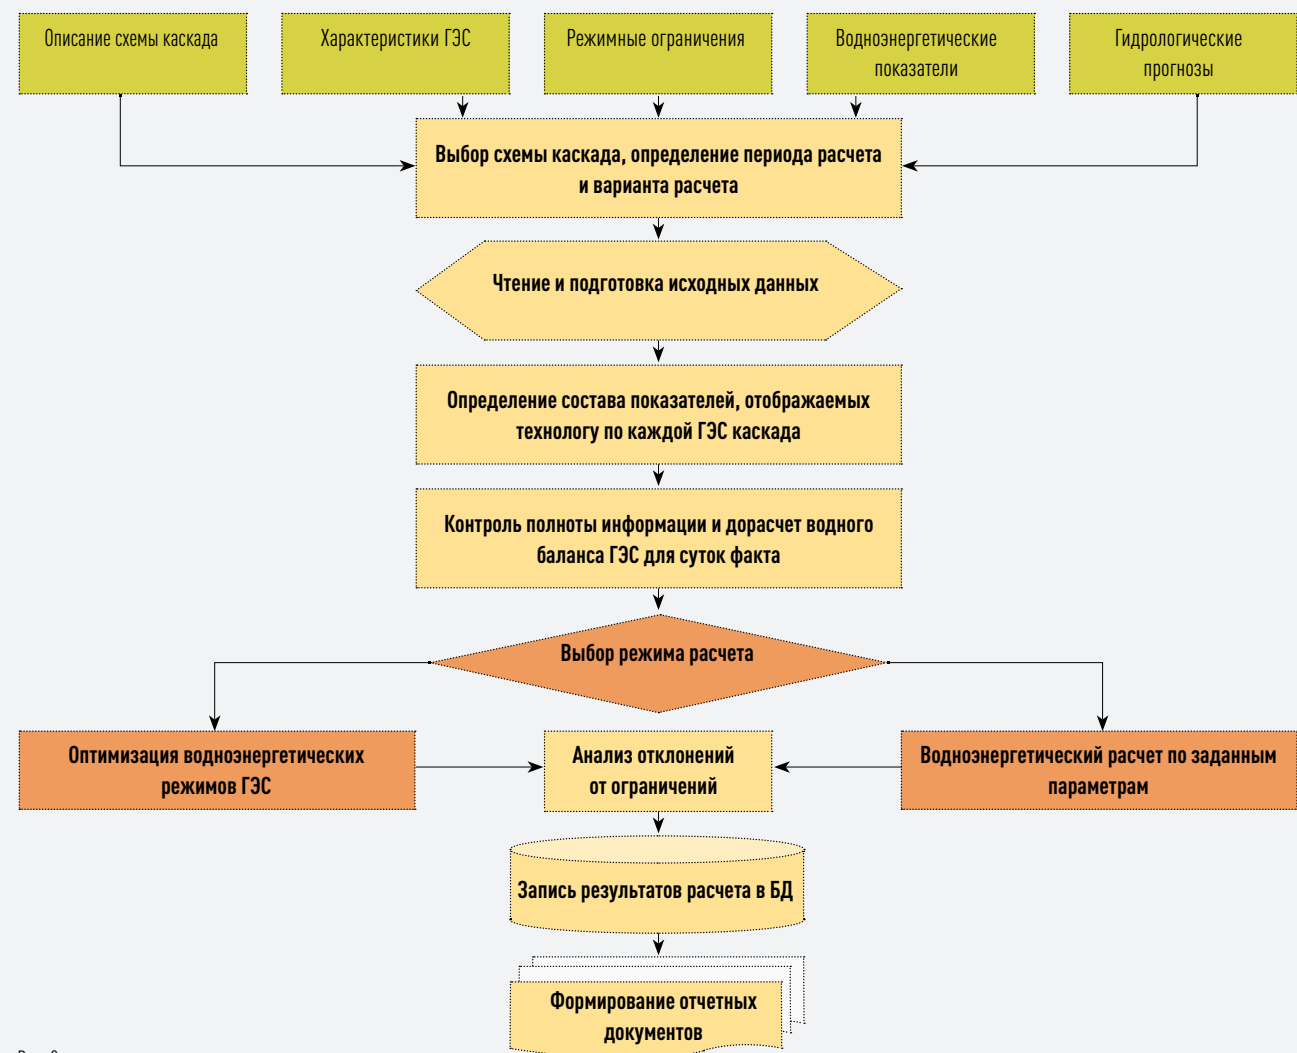 Описание схемы каскада
Характеристики ГЭС
Режимные ограничения
Водноэнергетические
показатели
Гидрологические
прогнозы
Выбор схемы каскада, определение периода расчета
и варианта расчета
Чтение и подготовка исходных данных
Определение состава показателей, отображаемых
технологу по каждой ГЭС каскада
Контроль полноты информации и дорасчет водного
баланса ГЭС для суток факта
Выбор режима расчета
Оптимизация водноэнергетических
режимов ГЭС
Анализ отклонений
от ограничений
Водноэнергетический расчет по заданным
параметрам
Запись результатов расчета в БД
Формирование отчетных
документов